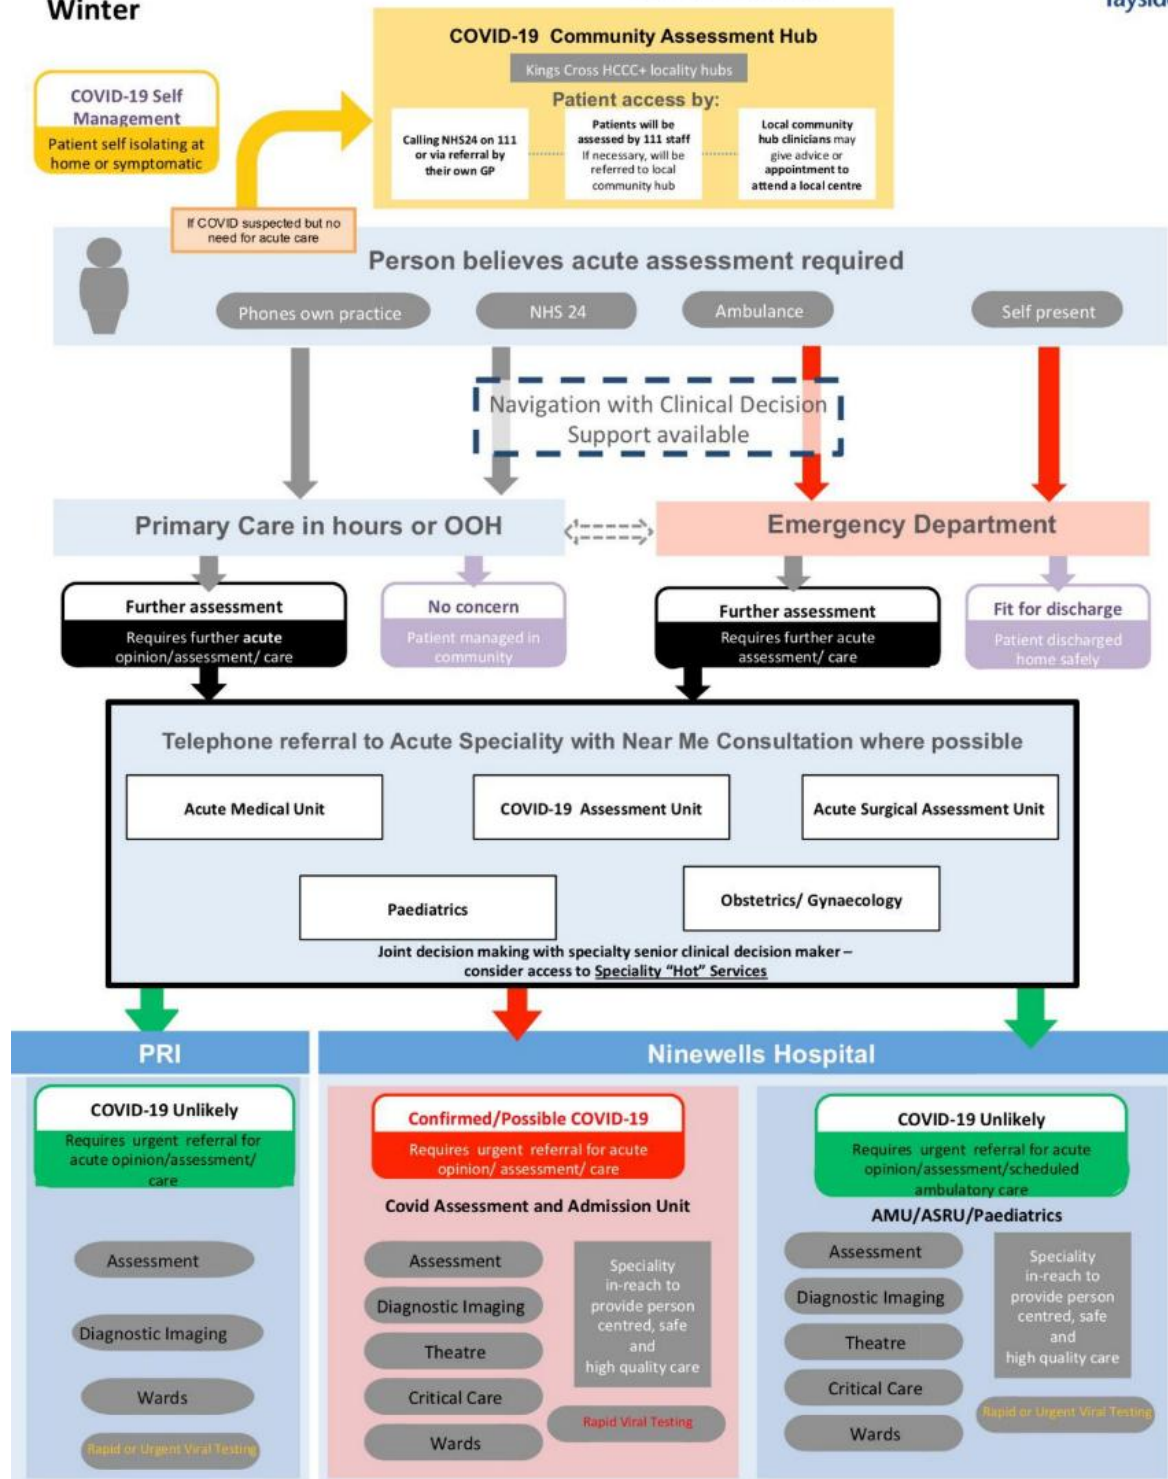 Winter
COVID-19 Community Assessment Hub
Kings Cross HCCC+ locality hubs
Patient access by:
Calling NHS24 on 111
or via referral by
their own GP
Patients will be
assessed by 111 staff
If necessary, will be
referred to local
community hub
Local community
hub clinicians may
give advice or
appointment to
attend a local centre
COVID-19 Self
Management
Patient self isolating at
home or symptomatic
If COVID suspected but no
need for acute care
Person believes acute assessment required
Phones own practice
NHS 24
Ambulance
Self present
Navigation with Clinical Decision
Support available
Primary Care in hours or OOH
Emergency Department
Further assessment
Requires further acute
opinion/assessment/ care
No concern
Patient managed in
community
Further assessment
Requires further acute
assessment/ care
Fit for discharge
Patient discharged
home safely
Telephone referral to Acute Speciality with Near Me Consultation where possible
Acute Medical Unit
COVID-19 Assessment Unit
Acute Surgical Assessment Unit
Paediatrics
Obstetrics/ Gynaecology
Joint decision making with specialty senior clinical decision maker –
consider access to Speciality “Hot” Services
PRI
Ninewells Hospital
COVID-19 Unlikely
Requires urgent referral for
acute opinion/assessment/
care
Assessment
Diagnostic Imaging
Wards
Rapid or Urgent Viral Testing
Confirmed/Possible COVID-19
Requires urgent referral for acute
opinion/ assessment/ care
Covid Assessment and Admission Unit
Assessment
Diagnostic Imaging
Theatre
Critical Care
Wards
Speciality
in-reach to
provide person
centred, safe
and
high quality care
Rapid Viral Testing
COVID-19 Unlikely
Requires urgent referral for acute
opinion/assessment/scheduled
ambulatory care
AMU/ASRU/Paediatrics
Assessment
Diagnostic Imaging
Theatre
Critical Care
Wards
Speciality
in-reach to
provide person
centred, safe
and
high quality care
Rapid or Urgent Viral Testing